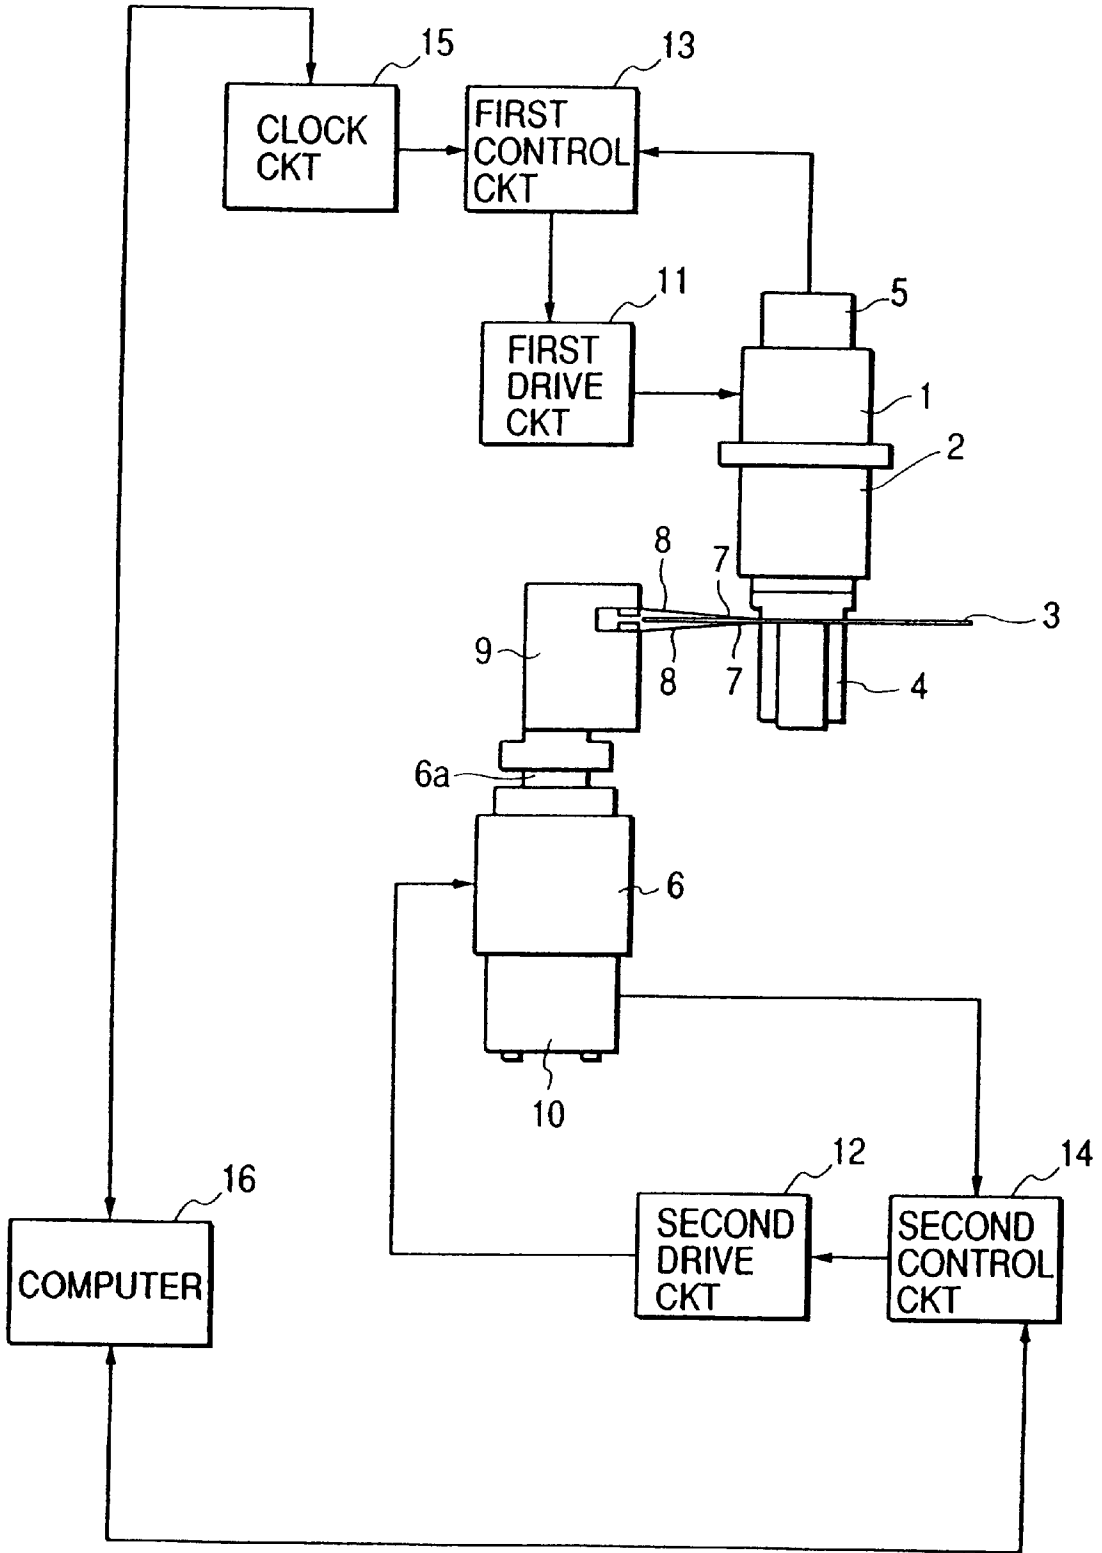 15
13
CLOCK
CKT
FIRST
CONTROL
CKT
11
5
FIRST
DRIVE
CKT
1
2
8
7
3
9
8
7
4
6a
6
10
12
14
16
SECOND
DRIVE
CKT
SECOND
CONTROL
CKT
COMPUTER